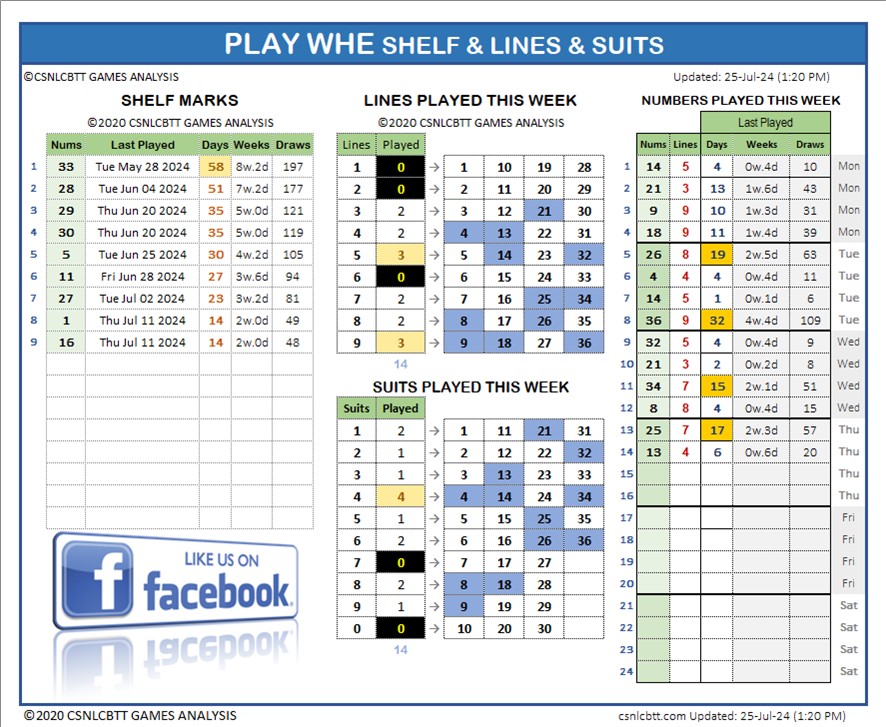 PLAY WHE SHELF & LINES & SUITS
©CSNLCBTT GAMES ANALYSIS
Updated: 25-Jul-24 (1:20 PM)
SHELF MARKS
©2020 CSNLCBTT GAMES ANALYSIS
Nums Last Played Days Weeks Draws
1 33 Tue May 28 2024 58 8w.2d 197
2 28 Tue Jun 04 2024 51 7w.2d 177
3 29 Thu Jun 20 2024 35 5w.0d 121
4 30 Thu Jun 20 2024 35 5w.0d 119
5 5 Tue Jun 25 2024 30 4w.2d 105
6 11 Fri Jun 28 2024 27 3w.6d 94
7 27 Tue Jul 02 2024 23 3w.2d 81
8 1 Thu Jul 11 2024 14 2w.0d 49
9 16 Thu Jul 11 2024 14 2w.0d 48
LIKE US ON
facebook.
LINES PLAYED THIS WEEK
©2020 CSNLCBTT GAMES ANALYSIS
Lines Played
1 0 → 1 10 19 28
2 0 → 2 11 20 29
3 2 → 3 12 21 30
4 2 → 4 13 22 31
5 3 → 5 14 23 32
6 0 → 6 15 24 33
7 2 → 7 16 25 34
8 2 → 8 17 26 35
9 3 → 9 18 27 36
14
SUITS PLAYED THIS WEEK
Suits Played
1 2 → 1 11 21 31
2 1 → 2 12 22 32
3 1 → 3 13 23 33
4 4 → 4 14 24 34
5 1 → 5 15 25 35
6 2 → 6 16 26 36
7 0 → 7 17 27
8 2 → 8 18 28
9 1 → 9 19 29
0 0 → 10 20 30
14
NUMBERS PLAYED THIS WEEK
Last Played
Nums Lines Days Weeks Draws
1 14 5 4 0w.4d 10 Mon
2 21 3 13 1w.6d 43 Mon
3 9 9 10 1w.3d 31 Mon
4 18 9 11 1w.4d 39 Mon
5 26 8 19 2w.5d 63 Tue
6 4 4 4 0w.4d 11 Tue
7 14 5 1 0w.1d 6 Tue
8 36 9 32 4w.4d 109 Tue
9 32 5 4 0w.4d 9 Wed
10 21 3 2 0w.2d 8 Wed
11 34 7 15 2w.1d 51 Wed
12 8 8 4 0w.4d 15 Wed
13 25 7 17 2w.3d 57 Thu
14 13 4 6 0w.6d 20 Thu
15 Thu
16 Thu
17 Fri
18 Fri
19 Fri
20 Fri
21 Sat
22 Sat
23 Sat
24 Sat
©2020 CSNLCBTT GAMES ANALYSIS
csnlcbtt.com Updated: 25-Jul-24 (1:20 PM)